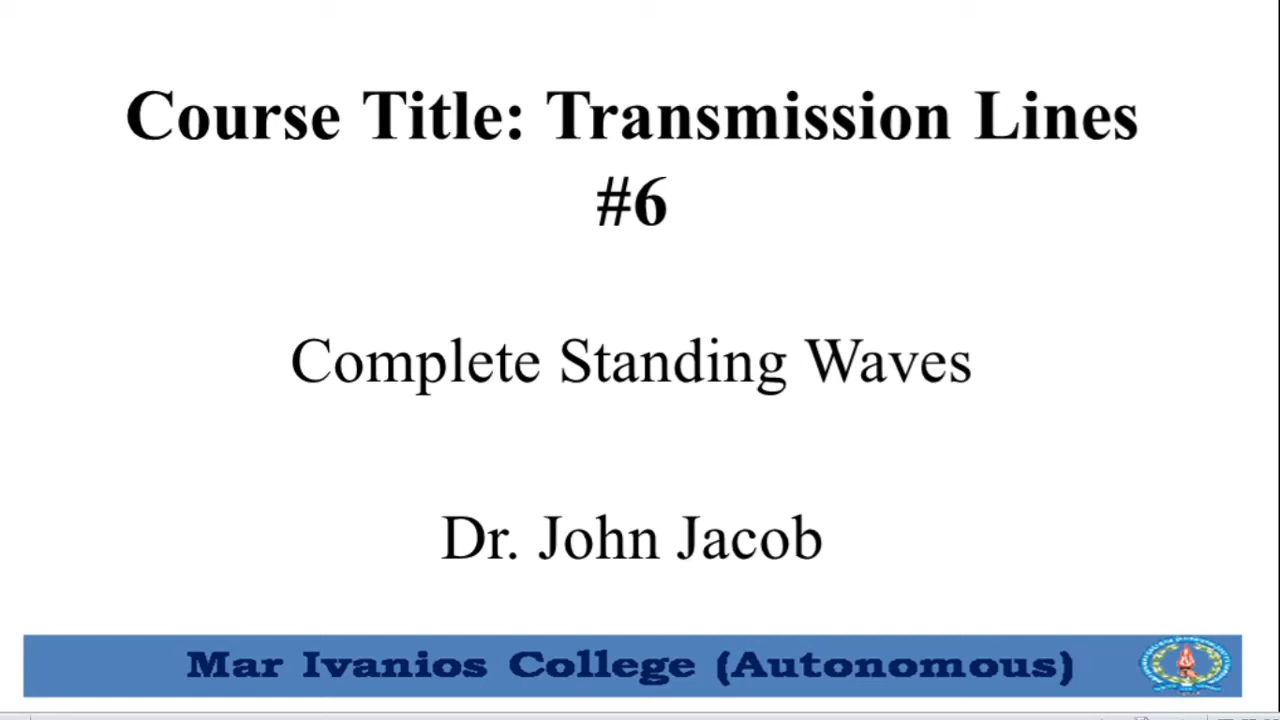 Course Title: Transmission Lines
#6
Complete Standing Waves
Dr. John Jacob
Mar Ivanios College (Autonomous)